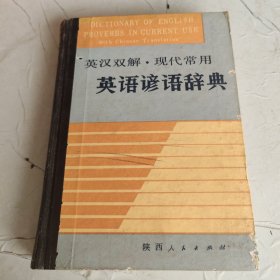 DICTIONARY OF ENGLISH
PROVERBS IN CURRENT USE
with Chinese Translation
英汉双解·现代常用
英语谚语辞典
陕西人民出版社